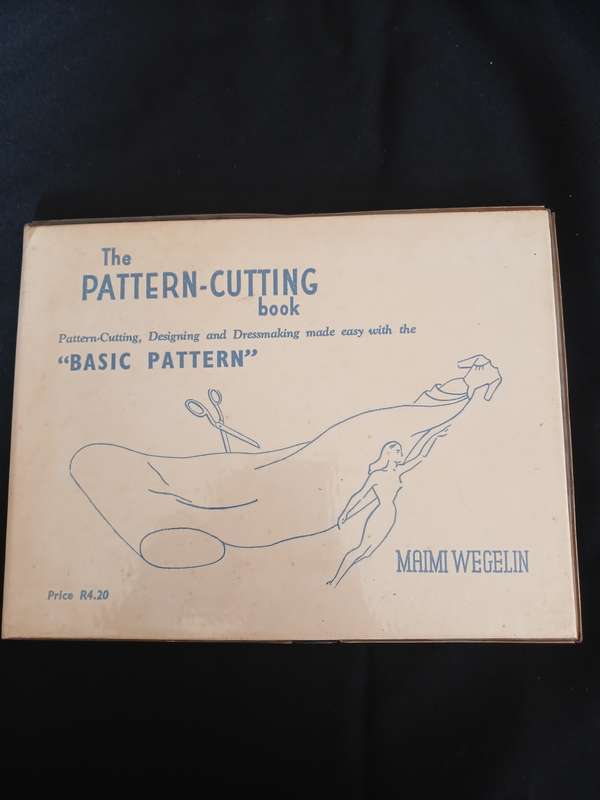 The
PATTERN-CUTTING
book
Pattern-Cutting, Designing and Dressmaking made easy with the
“BASIC PATTERN”
MAIMI WEGELIN
Price R4.20